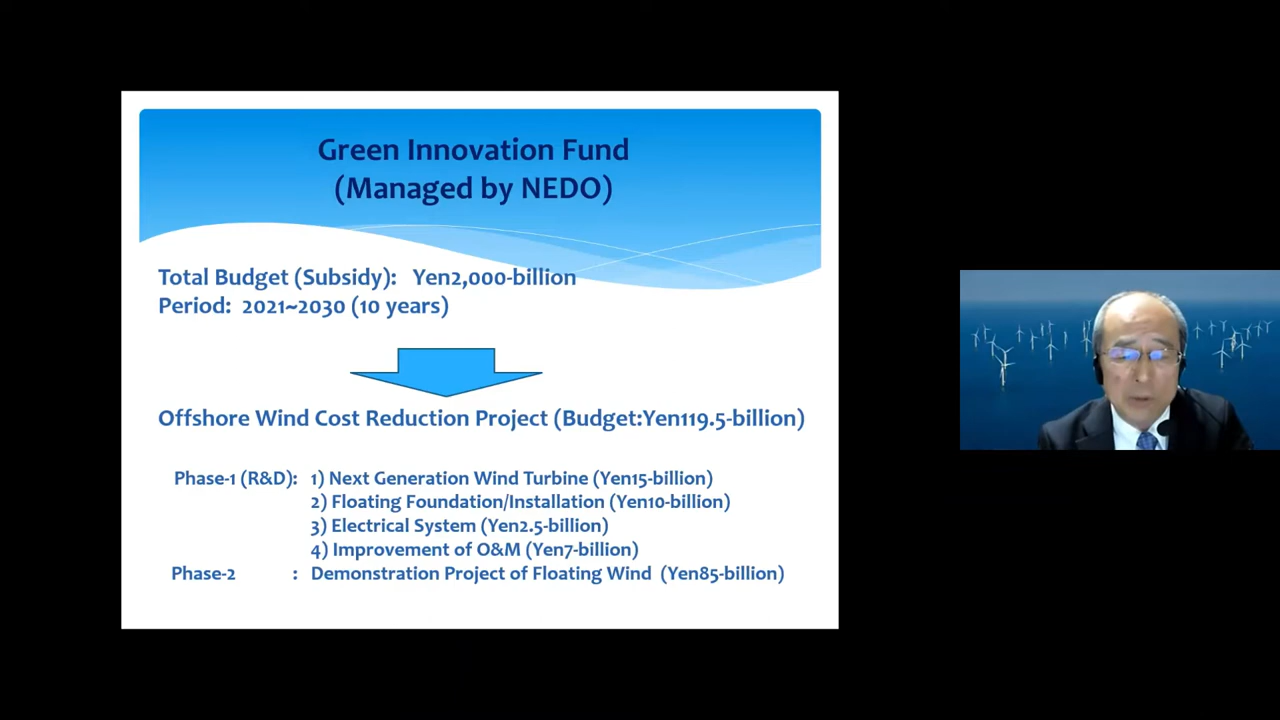 Green Innovation Fund
(Managed by NEDO)
Total Budget (Subsidy): Yen2,000-billion
Period: 2021~2030 (10 years)
Offshore Wind Cost Reduction Project (Budget:Yen119.5-billion)
Phase-1 (R&D): 1) Next Generation Wind Turbine (Yen15-billion)
2) Floating Foundation/Installation (Yen10-billion)
3) Electrical System (Yen2.5-billion)
4) Improvement of O&M (Yen7-billion)
Phase-2 : Demonstration Project of Floating Wind (Yen85-billion)